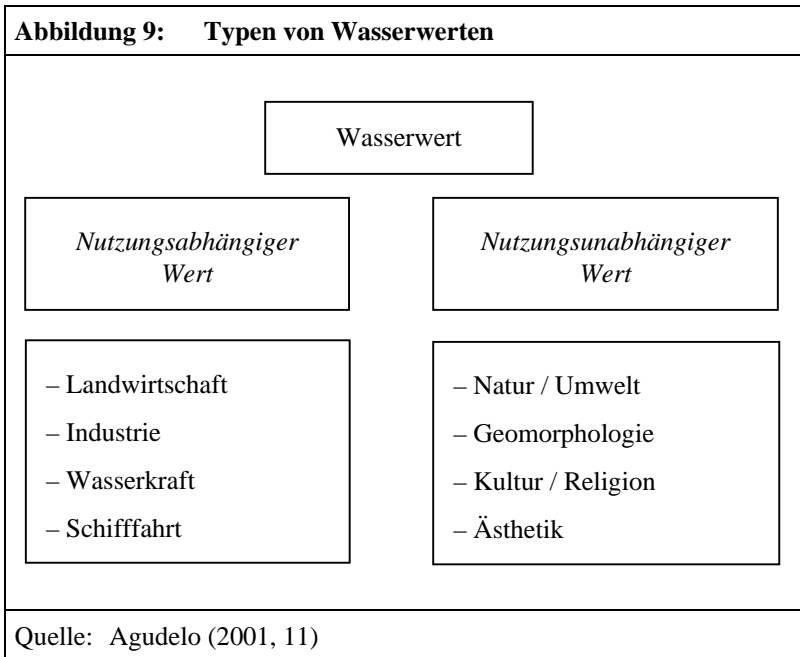 Abbildung 9: Typen von Wasserwerten
Wasserwert
Nutzungsabhängiger
Wert
Nutzungsunabhängiger
Wert
– Landwirtschaft
– Industrie
– Wasserkraft
– Schifffahrt
– Natur / Umwelt
– Geomorphologie
– Kultur / Religion
– Ästhetik
Quelle: Agudelo (2001, 11)